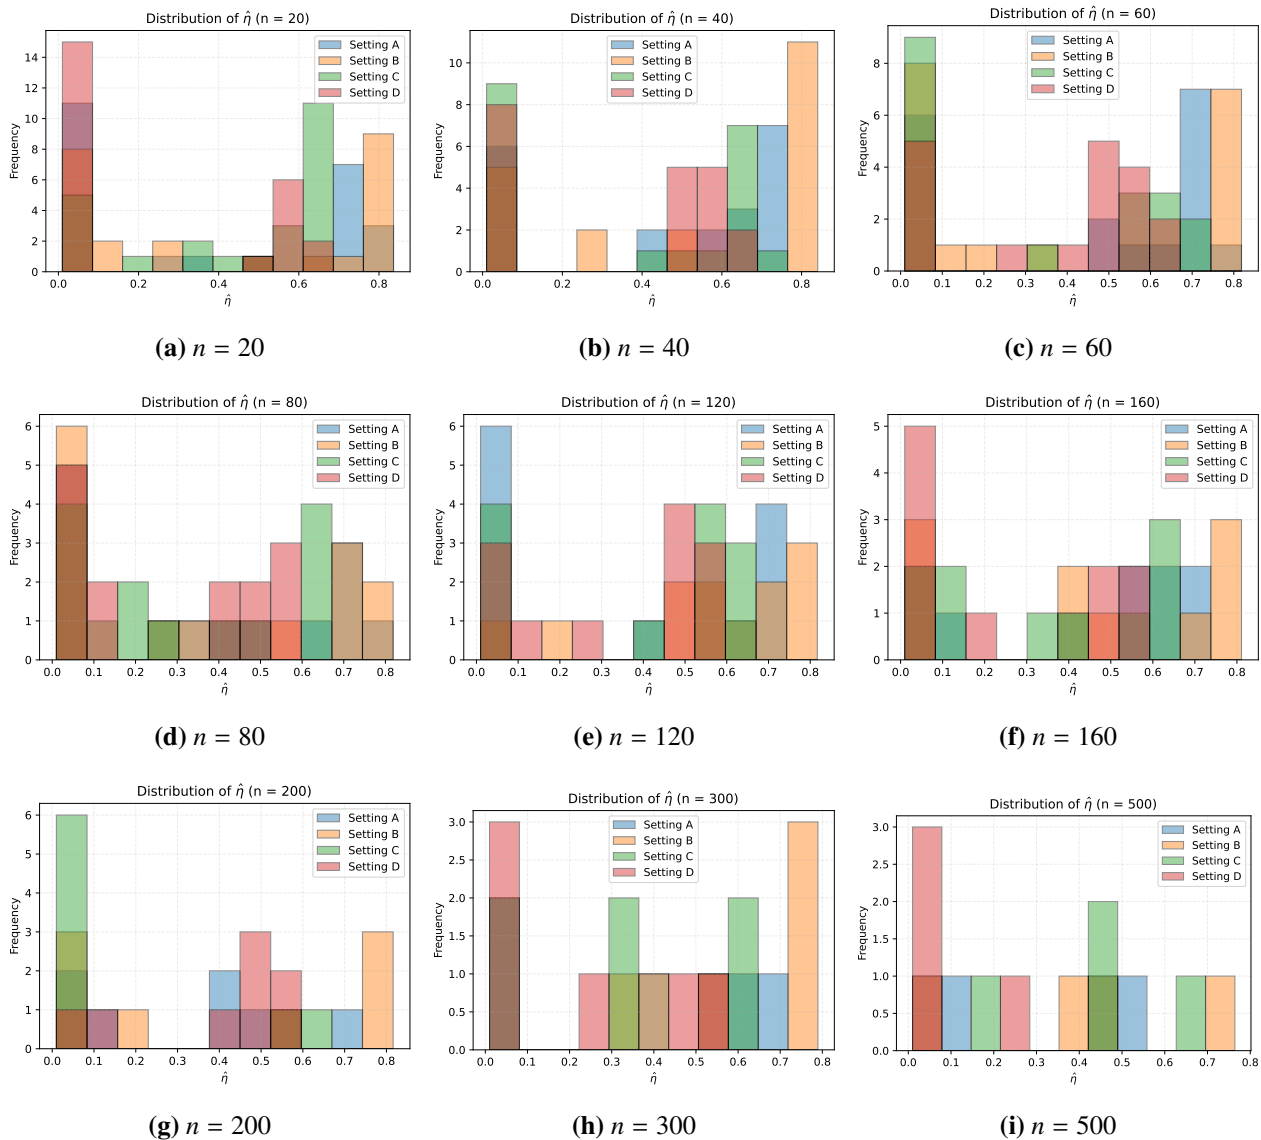 Distribution of η̂ (n = 20)
Frequency
14
12
10
8
6
4
2
0
0.0 0.2 0.4 0.6 0.8
η̂
Setting A
Setting B
Setting C
Setting D
(a) n = 20
Distribution of η̂ (n = 40)
Frequency
10
8
6
4
2
0
0.0 0.2 0.4 0.6 0.8
η̂
Setting A
Setting B
Setting C
Setting D
(b) n = 40
Distribution of η̂ (n = 60)
Frequency
8
6
4
2
0
0.0 0.1 0.2 0.3 0.4 0.5 0.6 0.7 0.8
η̂
Setting A
Setting B
Setting C
Setting D
(c) n = 60
Distribution of η̂ (n = 80)
Frequency
6
5
4
3
2
1
0
0.0 0.1 0.2 0.3 0.4 0.5 0.6 0.7 0.8
η̂
Setting A
Setting B
Setting C
Setting D
(d) n = 80
Distribution of η̂ (n = 120)
Frequency
6
5
4
3
2
1
0
0.0 0.1 0.2 0.3 0.4 0.5 0.6 0.7 0.8
η̂
Setting A
Setting B
Setting C
Setting D
(e) n = 120
Distribution of η̂ (n = 160)
Frequency
5
4
3
2
1
0
0.0 0.1 0.2 0.3 0.4 0.5 0.6 0.7 0.8
η̂
Setting A
Setting B
Setting C
Setting D
(f) n = 160
Distribution of η̂ (n = 200)
Frequency
6
5
4
3
2
1
0
0.0 0.1 0.2 0.3 0.4 0.5 0.6 0.7 0.8
η̂
Setting A
Setting B
Setting C
Setting D
(g) n = 200
Distribution of η̂ (n = 300)
Frequency
3.0
2.5
2.0
1.5
1.0
0.5
0.0
0.0 0.1 0.2 0.3 0.4 0.5 0.6 0.7 0.8
η̂
Setting A
Setting B
Setting C
Setting D
(h) n = 300
Distribution of η̂ (n = 500)
Frequency
3.0
2.5
2.0
1.5
1.0
0.5
0.0
0.0 0.1 0.2 0.3 0.4 0.5 0.6 0.7 0.8
η̂
Setting A
Setting B
Setting C
Setting D
(i) n = 500